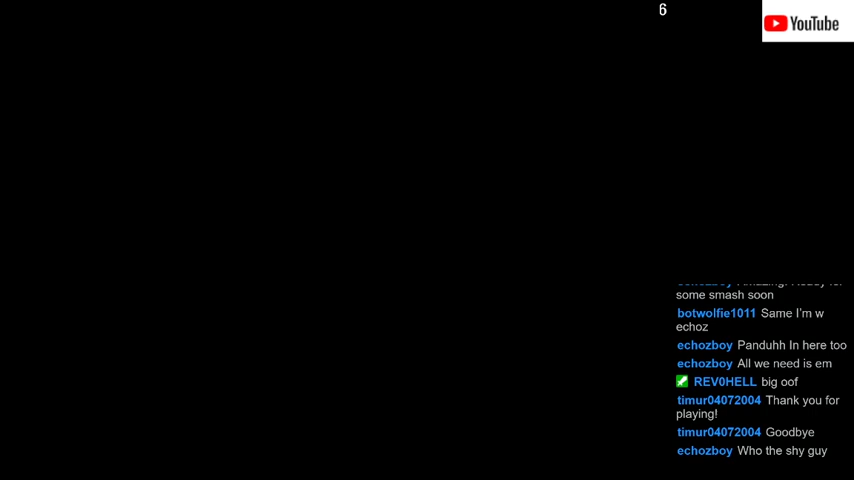 6
YouTube
some smash soon
botwolfie1011 Same I'm w
echoz
echozboy Panduhh In here too
echozboy All we need is em
REV0HELL big oof
timur04072004 Thank you for
playing!
timur04072004 Goodbye
echozboy Who the shy guy